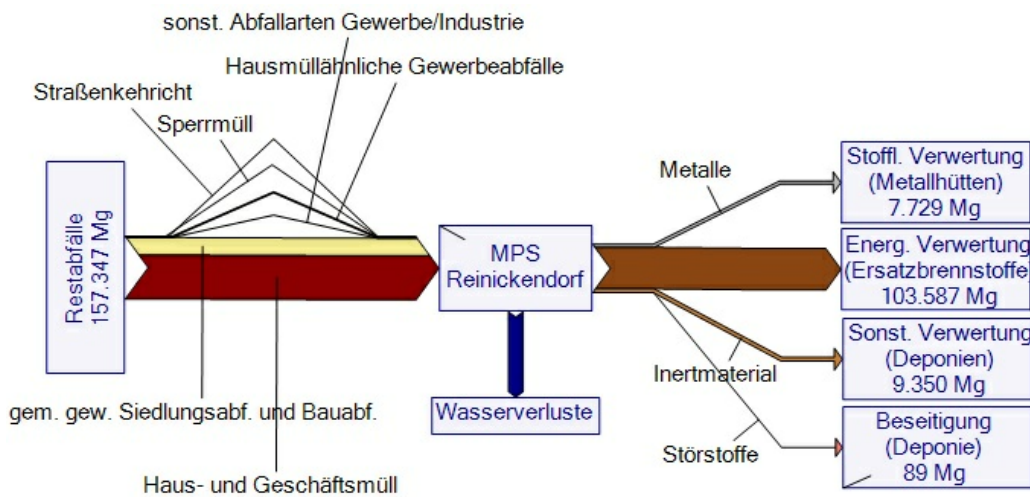 sonst. Abfallarten Gewerbe/Industrie
Hausmüllähnliche Gewerbeabfälle
Straßenkehricht
Sperrmüll
Restabfälle
157.347 Mg
gem. gew. Siedlungsabf. und Bauabf.
Haus- und Geschäftsmüll
MPS
Reinickendorf
Wasserverluste
Metalle
Inertmaterial
Störstoffe
Stoffl. Verwertung
(Metallhütten)
7.729 Mg
Energ. Verwertung
(Ersatzbrennstoffe)
103.587 Mg
Sonst. Verwertung
(Deponien)
9.350 Mg
Beseitigung
(Deponie)
89 Mg